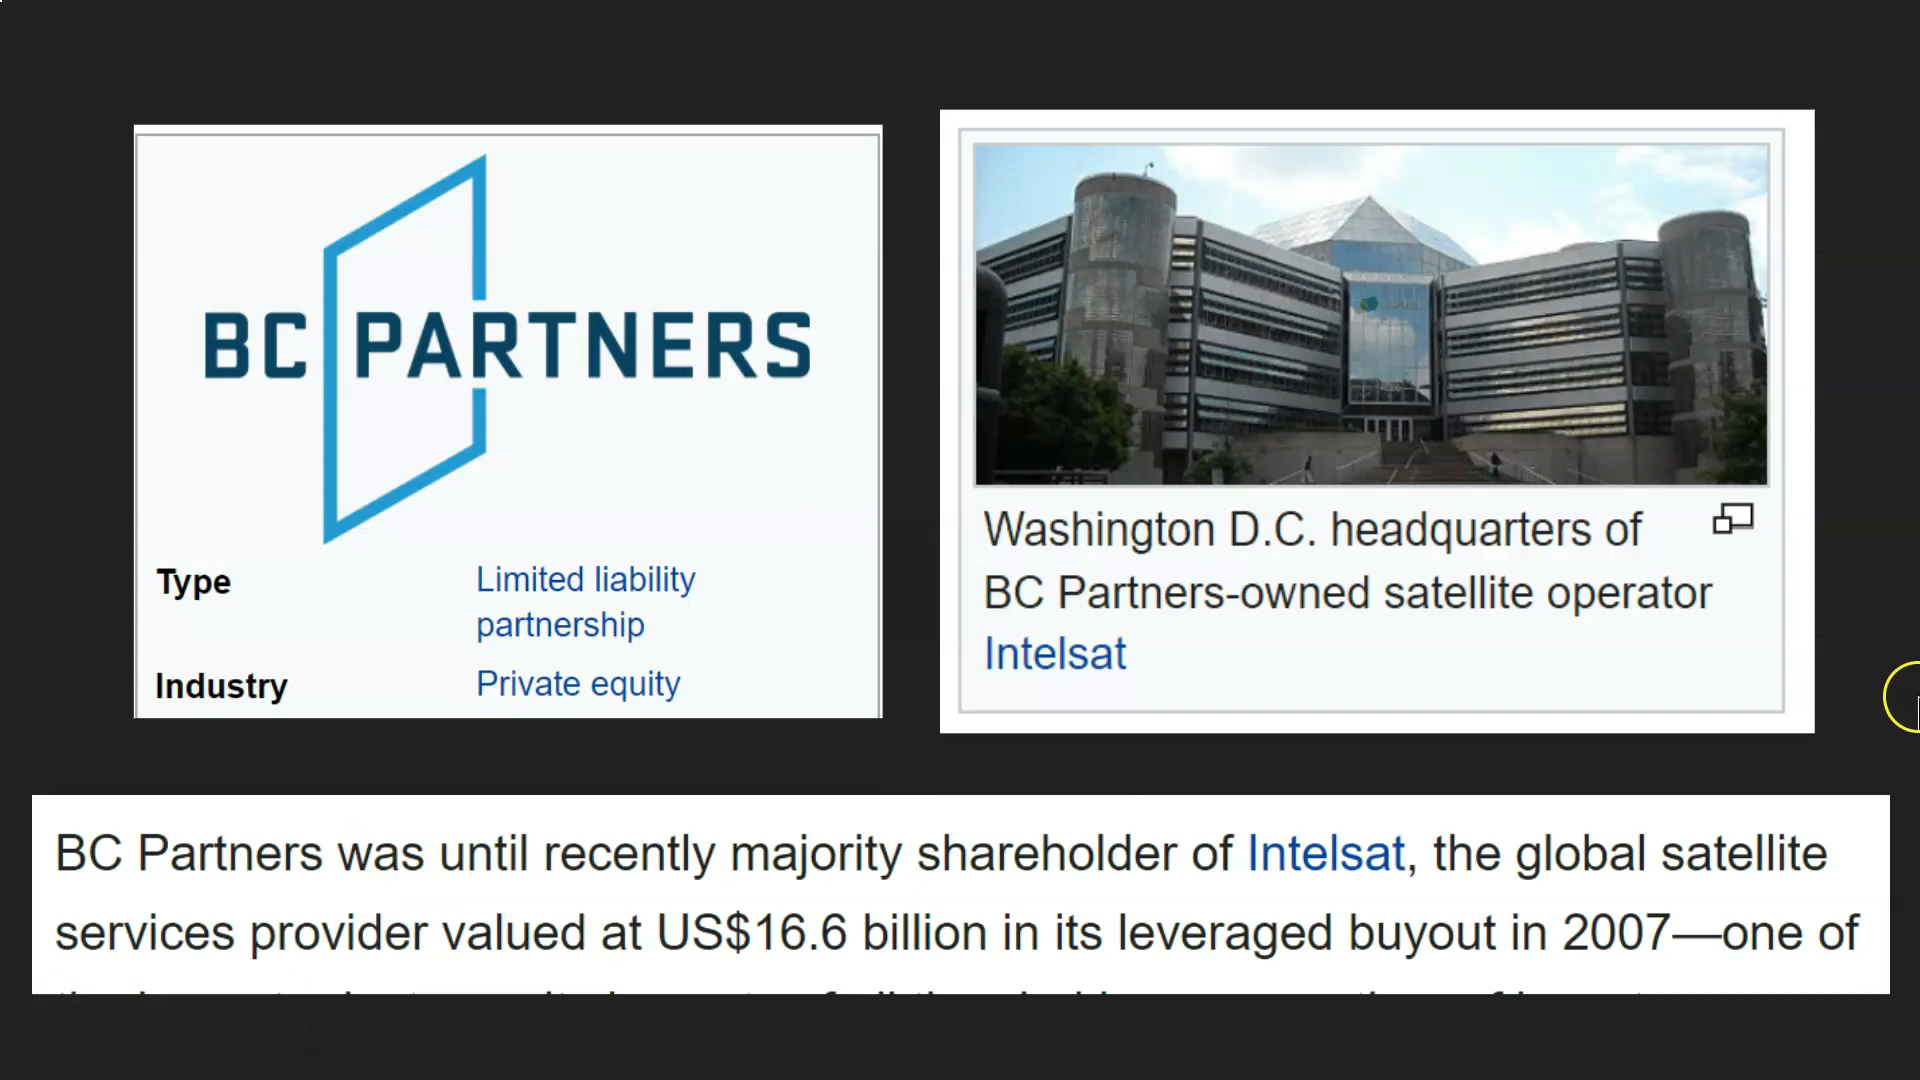 BC PARTNERS
Type Limited liability
partnership
Industry Private equity
Washington D.C. headquarters of
BC Partners-owned satellite operator
Intelsat
BC Partners was until recently majority shareholder of Intelsat, the global satellite
services provider valued at US$16.6 billion in its leveraged buyout in 2007—one of